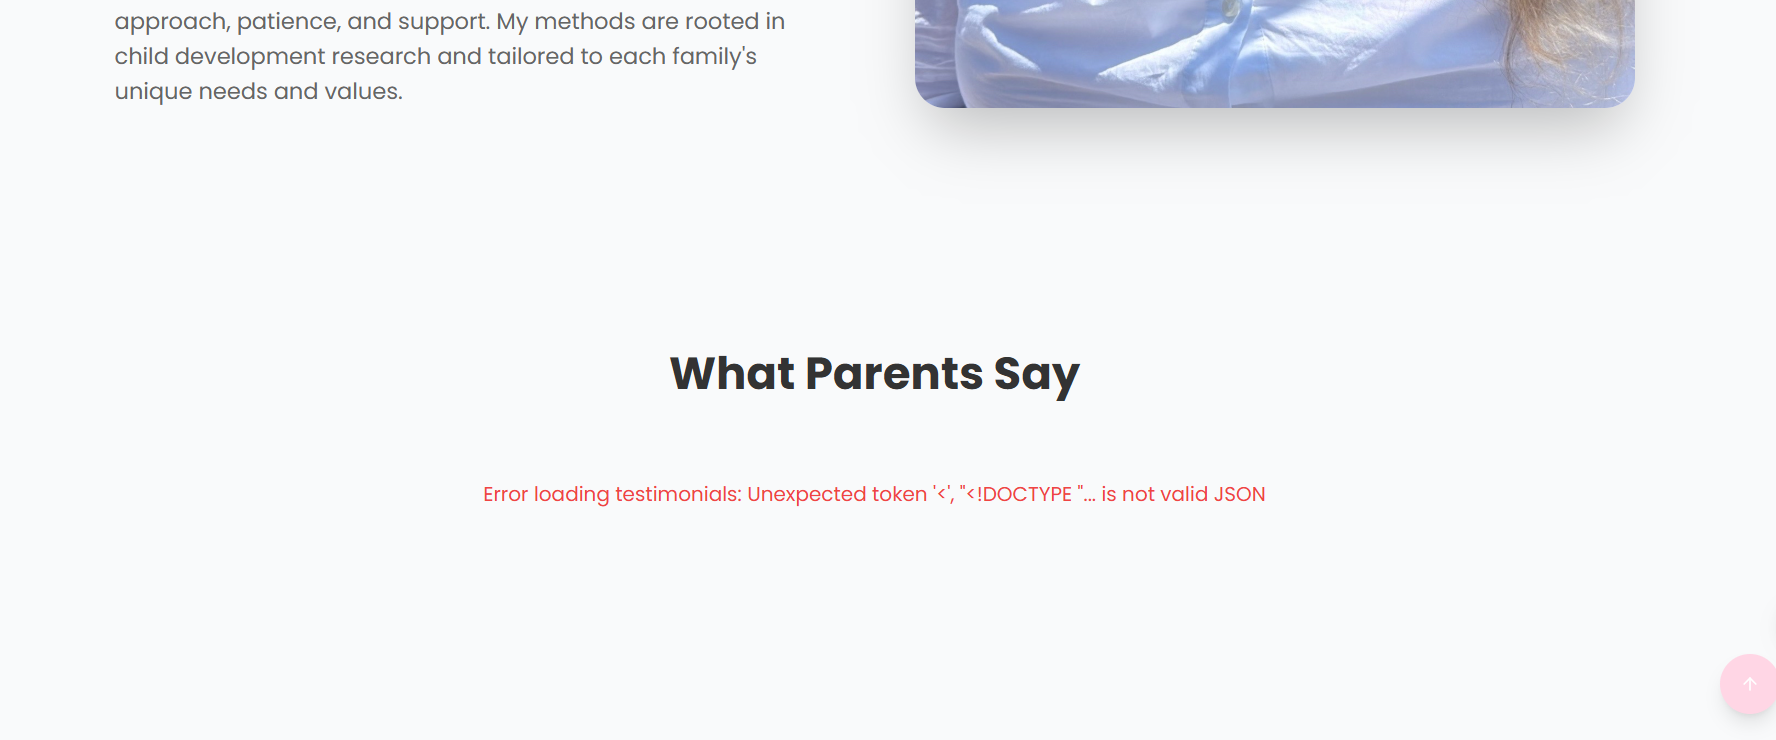 approach, patience, and support. My methods are rooted in
child development research and tailored to each family's
unique needs and values.
What Parents Say
Error loading testimonials: Unexpected token '<', "<!DOCTYPE "... is not valid JSON